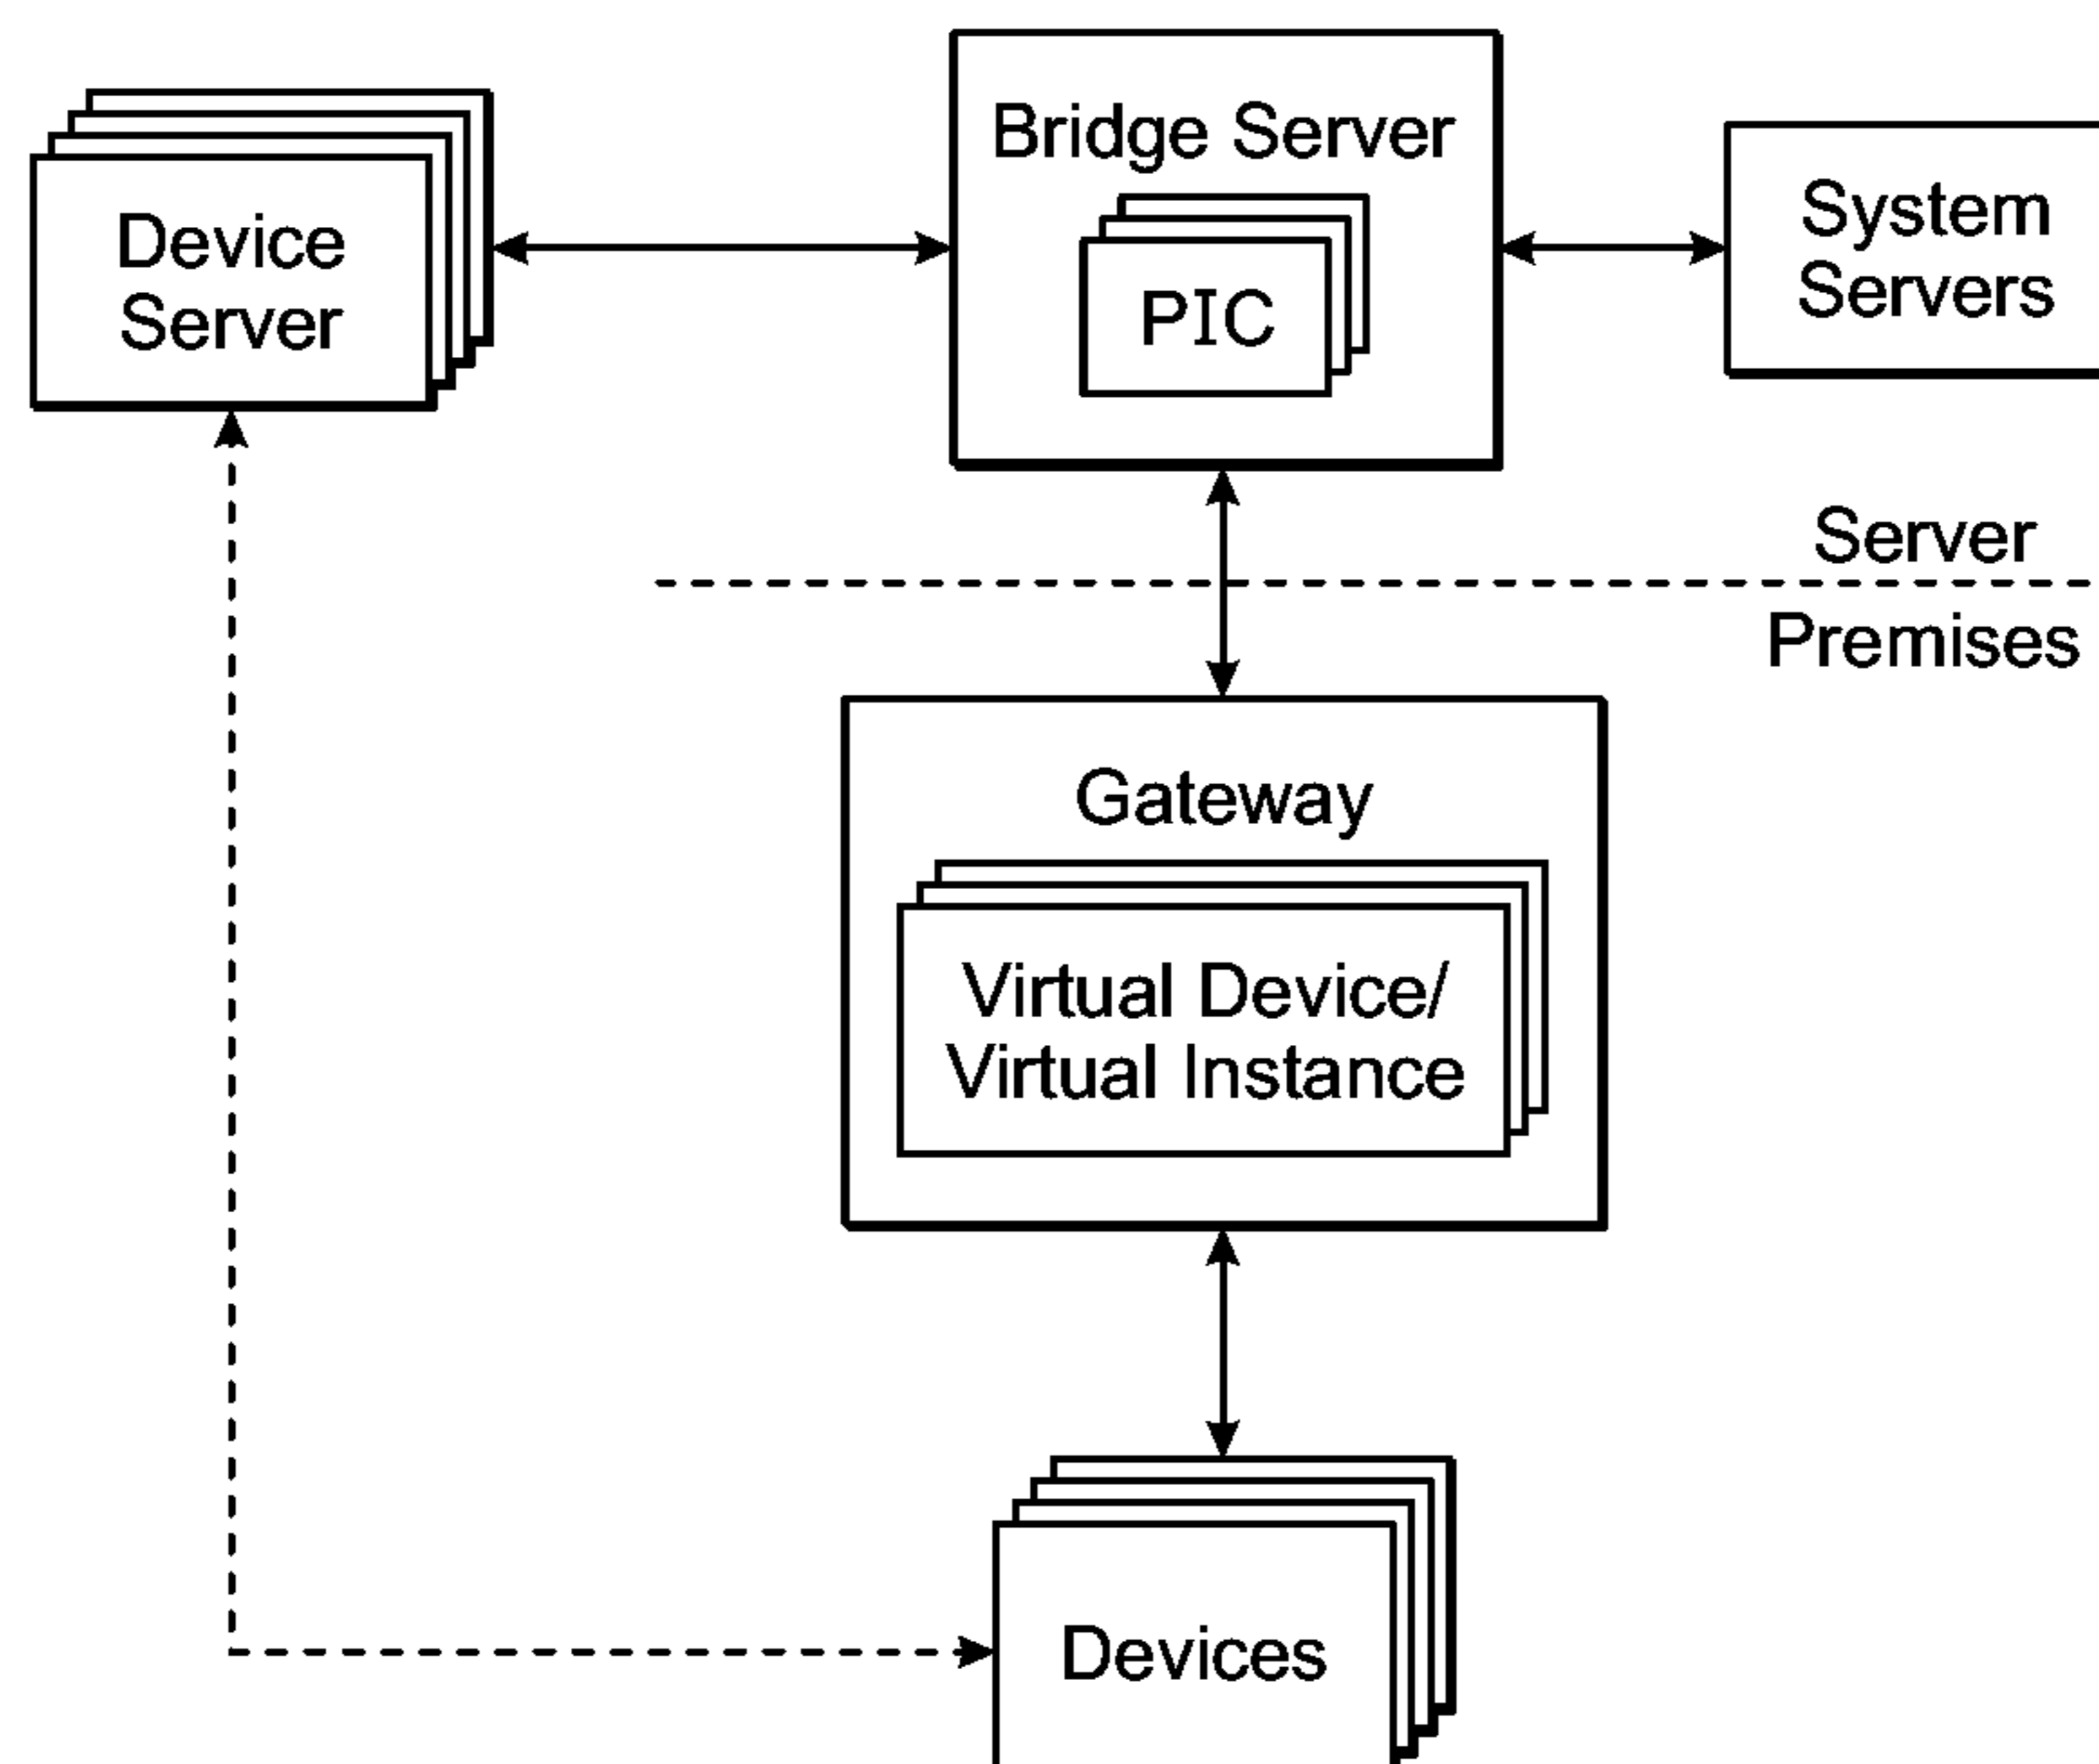 Bridge Server
Device
Server
PIC
System
Servers
Server
Premises
Gateway
Virtual Device/
Virtual Instance
Devices